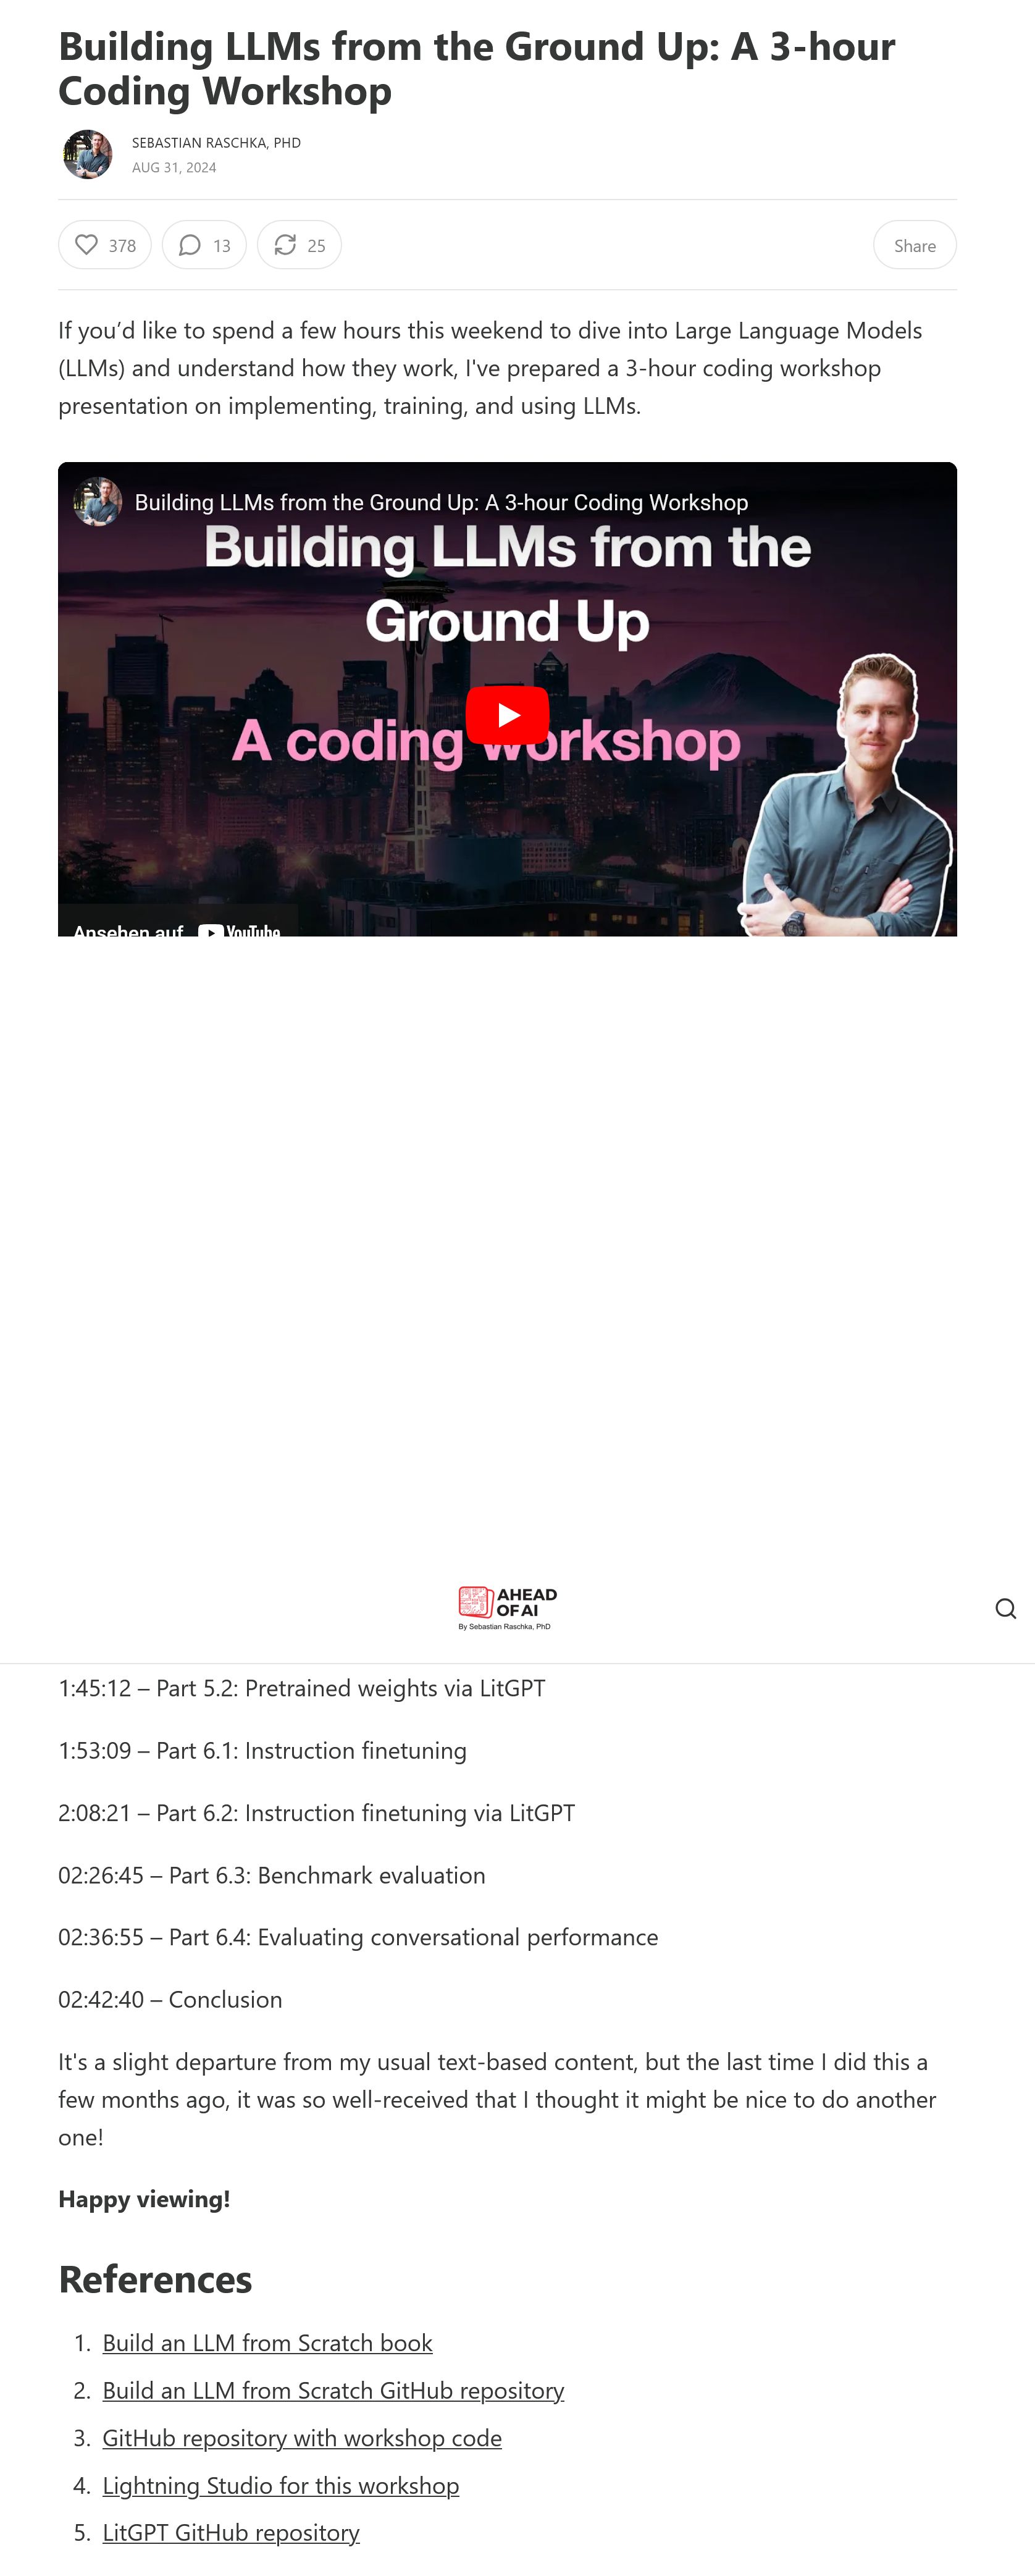 Building LLMs from the Ground Up: A 3-hour
Coding Workshop
SEBASTIAN RASCHKA, PHD
AUG 31, 2024
378
13
25
Share
If you’d like to spend a few hours this weekend to dive into Large Language Models
(LLMs) and understand how they work, I've prepared a 3-hour coding workshop
presentation on implementing, training, and using LLMs.
Building LLMs from the Ground Up: A 3-hour Coding Workshop
Building LLMs from the
Ground Up
A coding workshop
Ansehen auf YouTube
AHEAD
OF AI
By Sebastian Raschka, PhD
1:45:12 – Part 5.2: Pretrained weights via LitGPT
1:53:09 – Part 6.1: Instruction finetuning
2:08:21 – Part 6.2: Instruction finetuning via LitGPT
02:26:45 – Part 6.3: Benchmark evaluation
02:36:55 – Part 6.4: Evaluating conversational performance
02:42:40 – Conclusion
It's a slight departure from my usual text-based content, but the last time I did this a
few months ago, it was so well-received that I thought it might be nice to do another
one!
Happy viewing!
References
1. Build an LLM from Scratch book
2. Build an LLM from Scratch GitHub repository
3. GitHub repository with workshop code
4. Lightning Studio for this workshop
5. LitGPT GitHub repository